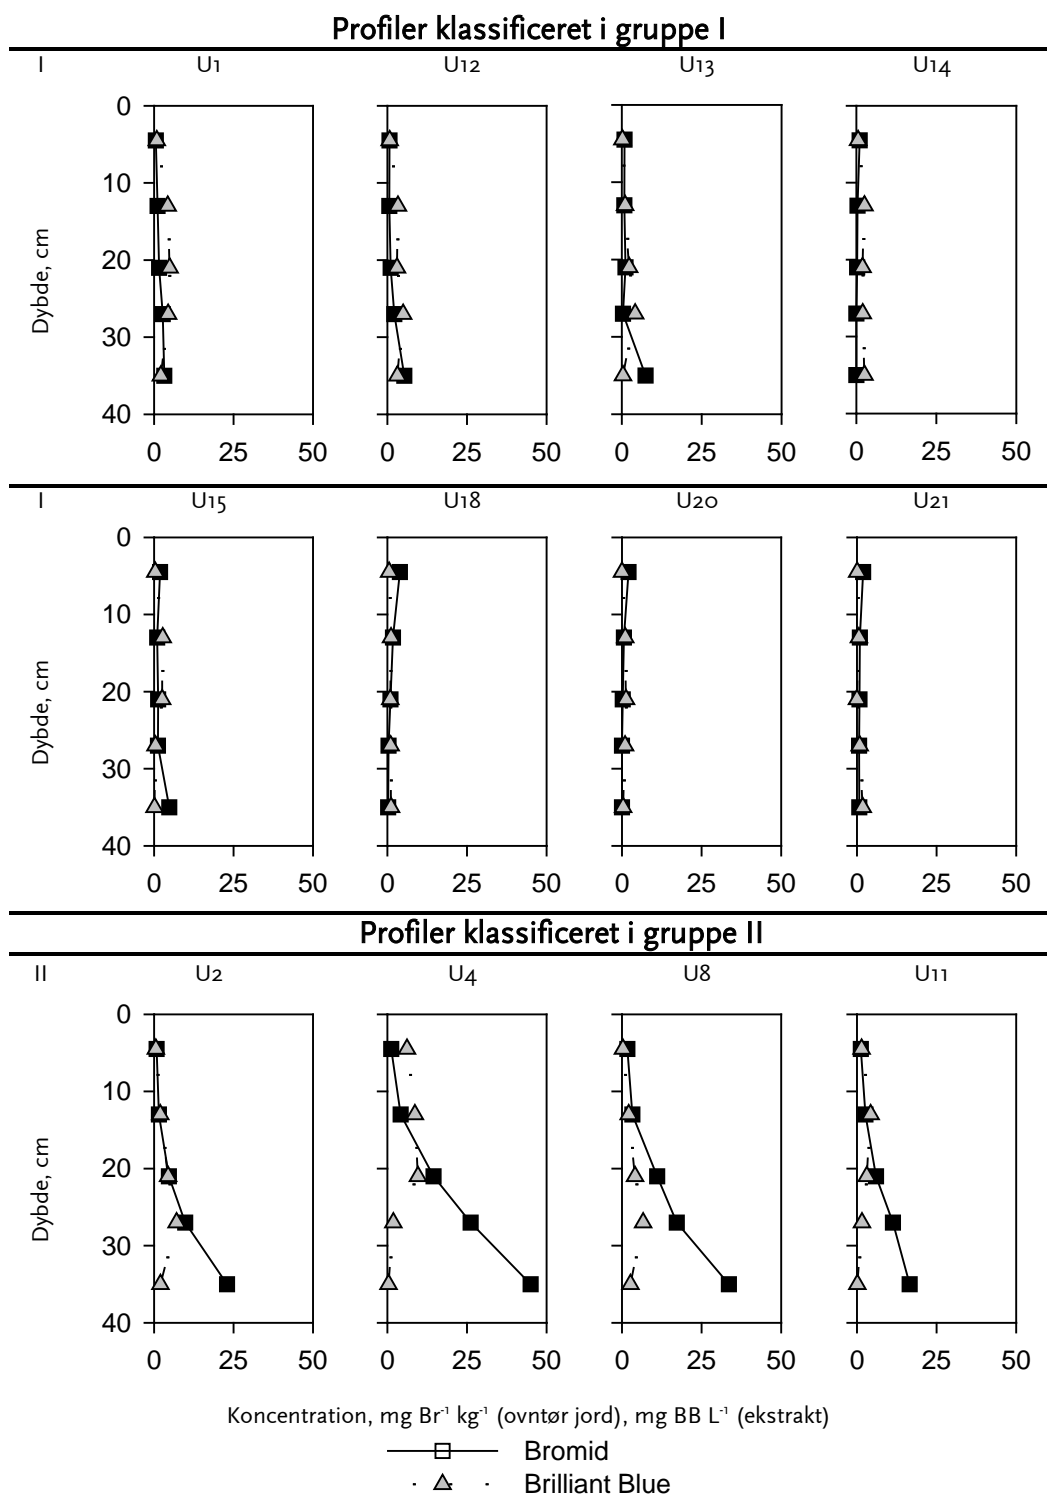 Profiler klassificeret i gruppe I
I U1 U12 U13 U14
0
10
20
30
40
Dybde, cm
0 25 50 0 25 50 0 25 50 0 25 50
I U15 U18 U20 U21
0
10
20
30
40
Dybde, cm
0 25 50 0 25 50 0 25 50 0 25 50
Profiler klassificeret i gruppe II
II U2 U4 U8 U11
0
10
20
30
40
Dybde, cm
0 25 50 0 25 50 0 25 50 0 25 50
Koncentration, mg Br⁻¹ kg⁻¹ (ovntør jord), mg BB L⁻¹ (ekstrakt)
Bromid
Brilliant Blue